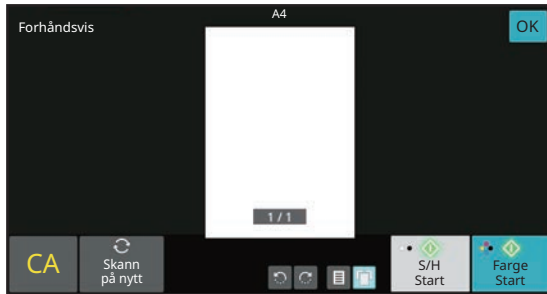 A4
Forhåndsvis
OK
1 / 1
CA
Skann
på nytt
S/H
Start
Farge
Start